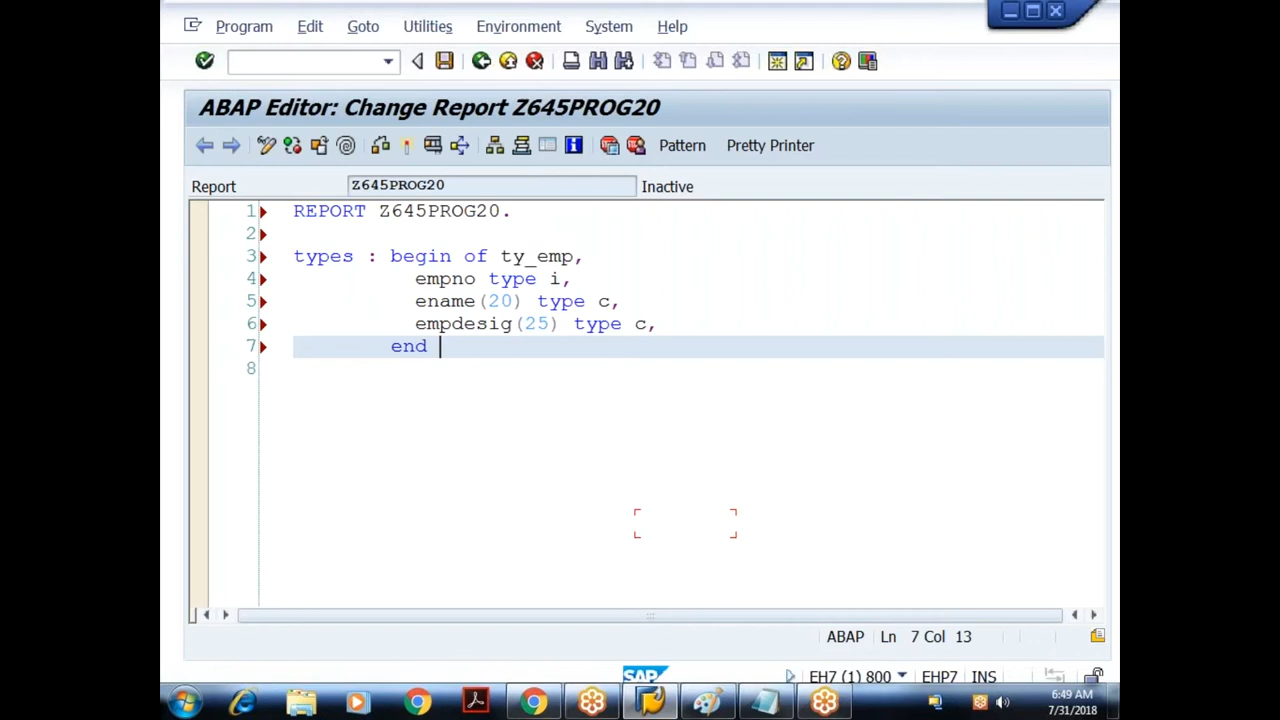 Program Edit Goto Utilities Environment System Help
ABAP Editor: Change Report Z645PROG20
Pattern Pretty Printer
Report Z645PROG20 Inactive
1 REPORT Z645PROG20.
2
3 types : begin of ty_emp,
4 empno type i,
5 ename(20) type c,
6 empdesig(25) type c,
7 end
8
ABAP Ln 7 Col 13
SAP EH7 (1) 800 EHP7 INS
6:49 AM
7/31/2018